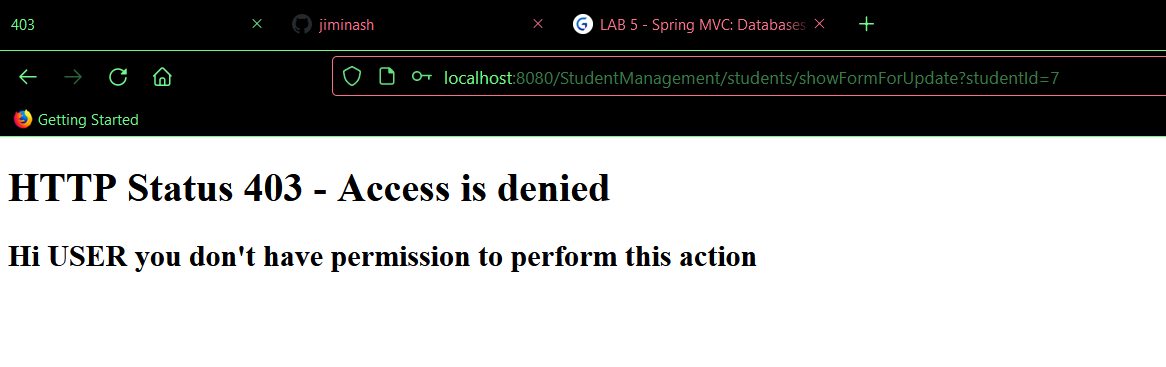 403
jiminash
LAB 5 - Spring MVC: Databases
localhost:8080/StudentManagement/students/showFormForUpdate?studentId=7
Getting Started
HTTP Status 403 - Access is denied
Hi USER you don't have permission to perform this action